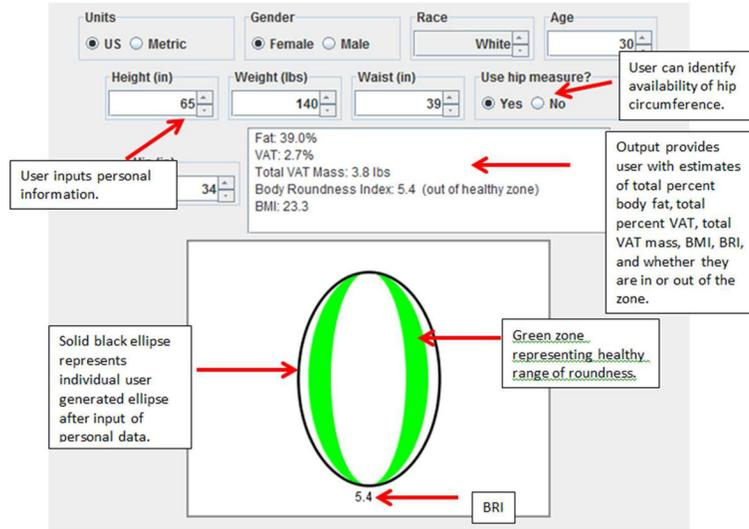 Units
Gender
Race
Age
US Metric
Female Male
White
30
Height (in)
Weight (lbs)
Waist (in)
Use hip measure?
65
140
39
Yes No
User can identify
availability of hip
circumference.
Fat: 39.0%
VAT: 2.7%
Total VAT Mass: 3.8 lbs
Body Roundness Index: 5.4 (out of healthy zone)
BMI: 23.3
Hip (in)
34
User inputs personal
information.
Output provides
user with estimates
of total percent
body fat, total
percent VAT, total
VAT mass, BMI, BRI,
and whether they
are in or out of the
zone.
Solid black ellipse
represents
individual user
generated ellipse
after input of
personal data.
Green zone
representing healthy
range of roundness.
5.4
BRI